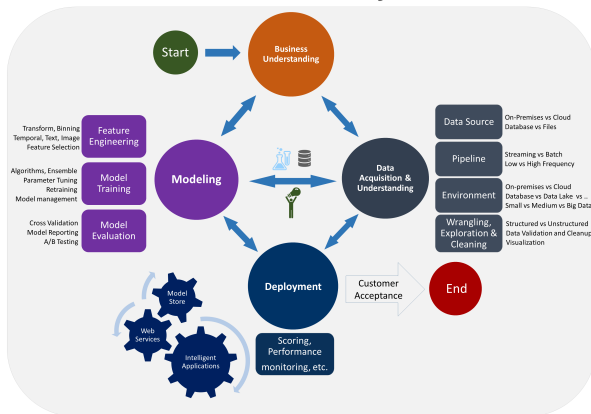 Start
Business
Understanding
Transform, Binning
Temporal, Text, Image
Feature Selection
Feature
Engineering
Algorithms, Ensemble
Parameter Tuning
Retraining
Model management
Model
Training
Cross Validation
Model Reporting
A/B Testing
Model
Evaluation
Modeling
Data
Acquisition &
Understanding
Data Source
On-Premises vs Cloud
Database vs Files
Pipeline
Streaming vs Batch
Low vs High Frequency
Environment
On-premises vs Cloud
Database vs Data Lake vs ..
Small vs Medium vs Big Data
Wrangling,
Exploration &
Cleaning
Structured vs Unstructured
Data Validation and Cleanup
Visualization
Deployment
Customer
Acceptance
End
Scoring,
Performance
monitoring, etc.
Model
Store
Web
Services
Intelligent
Applications